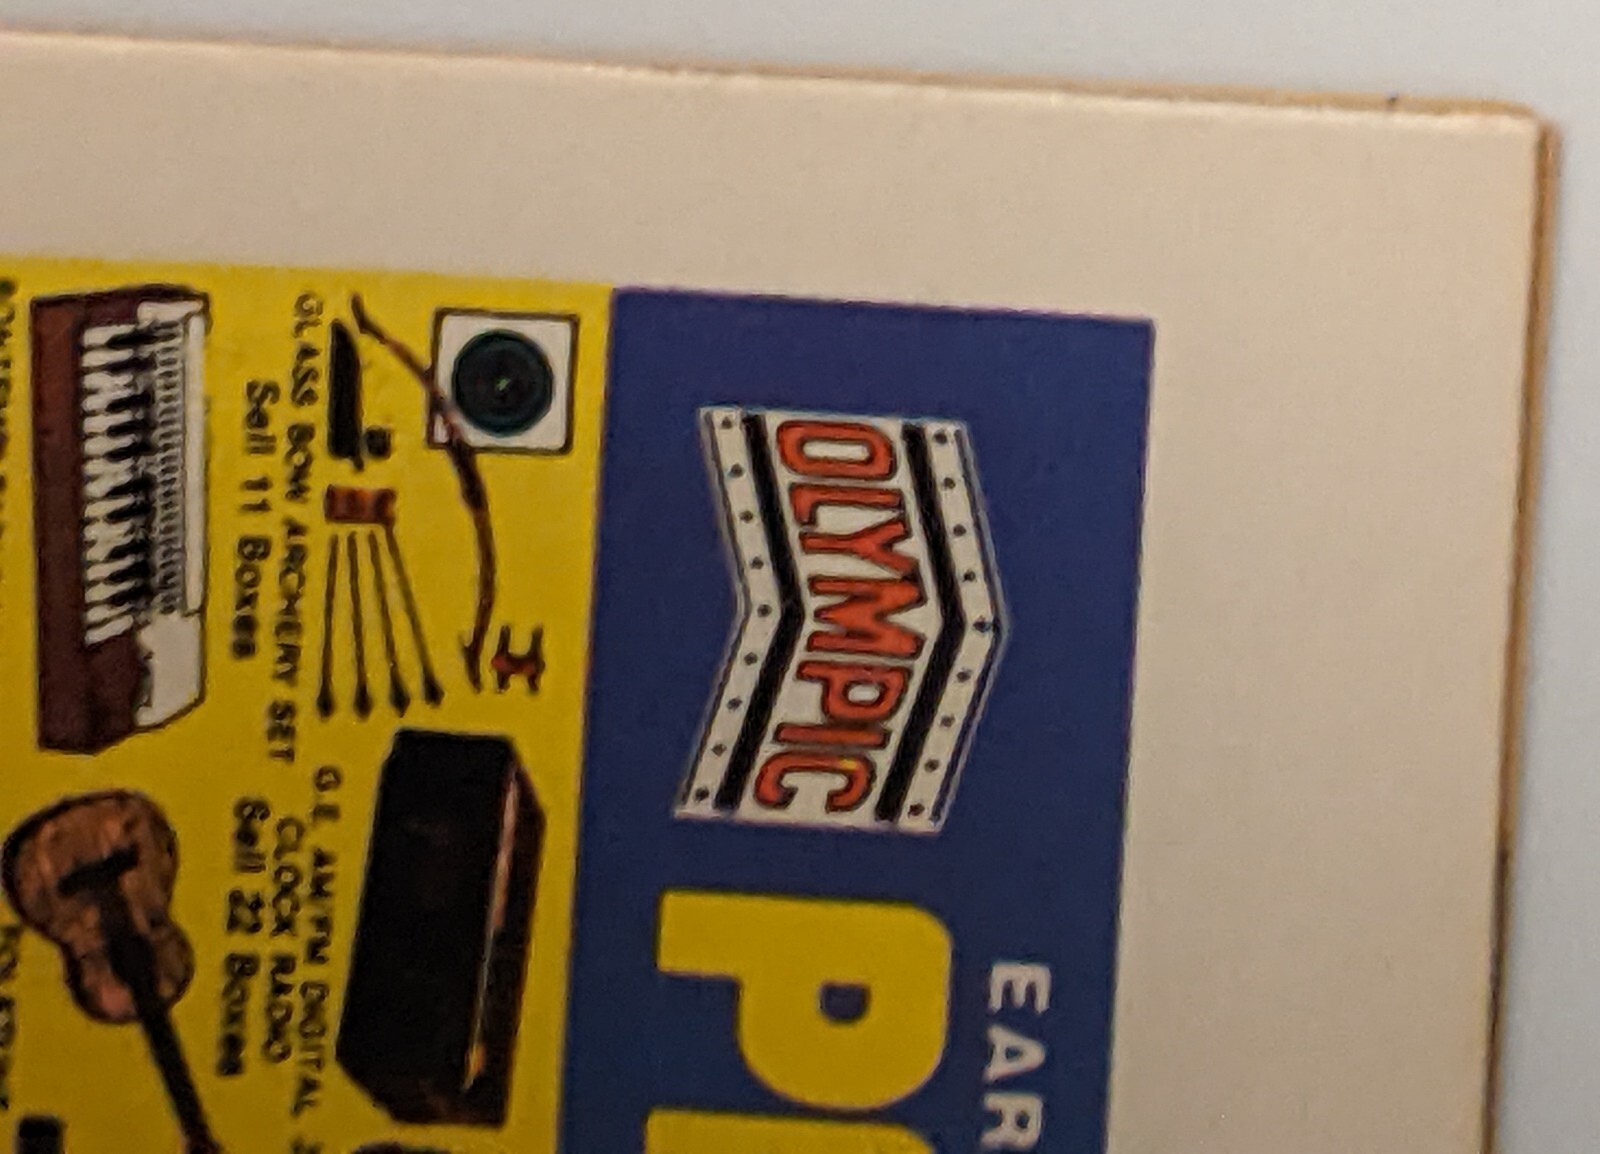 OLYMPIC
EAR
P
GLASS BOW ARCHERY SET
Sell 11 Boxes
G.E. AM/FM DIGITAL
CLOCK RADIO
Sell 22 Boxes